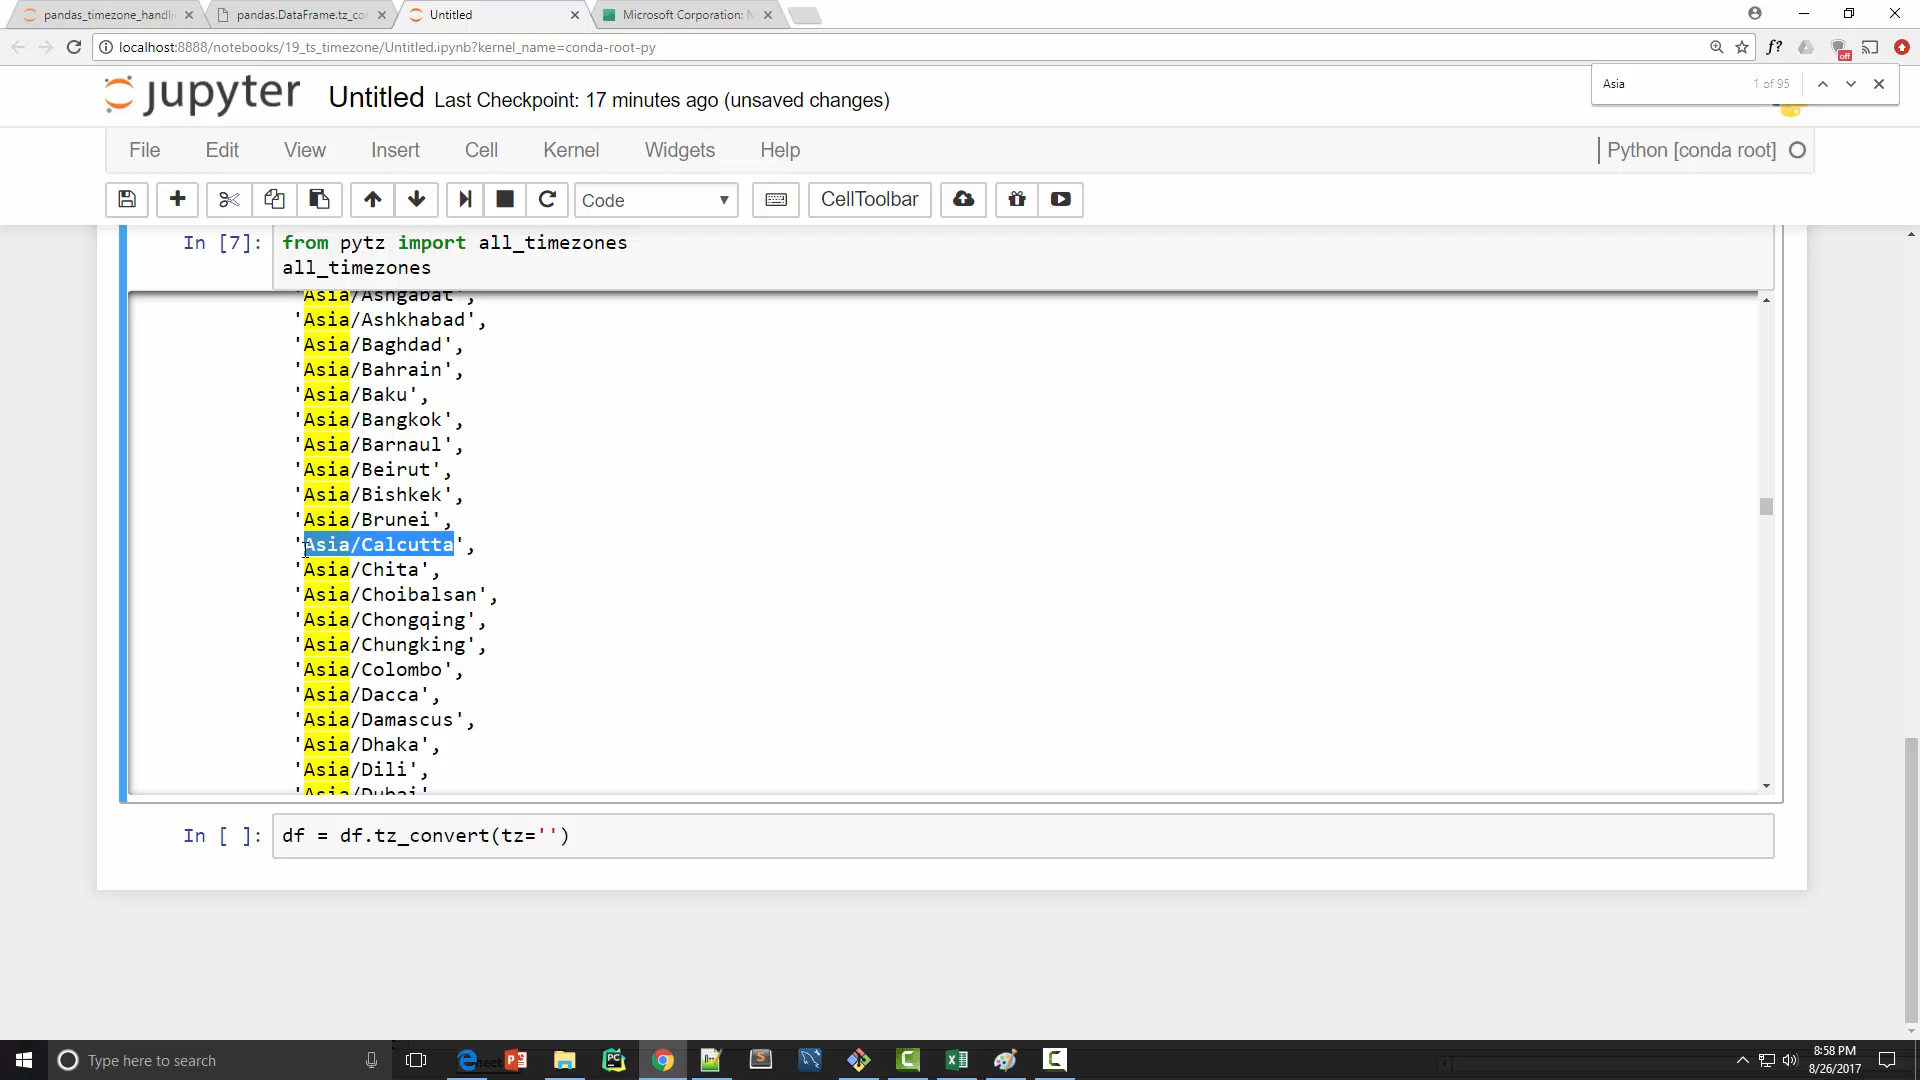 pandas_timezone_handli
pandas.DataFrame.tz_co
Untitled
Microsoft Corporation: N
localhost:8888/notebooks/19_ts_timezone/Untitled.ipynb?kernel_name=conda-root-py
f?
off
jupyter
Untitled Last Checkpoint: 17 minutes ago (unsaved changes)
Asia 1 of 95
File Edit View Insert Cell Kernel Widgets Help
Python [conda root]
Code
CellToolbar
In [7]: from pytz import all_timezones
all_timezones
'Asia/Ashgabat',
'Asia/Ashkhabad',
'Asia/Baghdad',
'Asia/Bahrain',
'Asia/Baku',
'Asia/Bangkok',
'Asia/Barnaul',
'Asia/Beirut',
'Asia/Bishkek',
'Asia/Brunei',
'Asia/Calcutta',
'Asia/Chita',
'Asia/Choibalsan',
'Asia/Chongqing',
'Asia/Chungking',
'Asia/Colombo',
'Asia/Dacca',
'Asia/Damascus',
'Asia/Dhaka',
'Asia/Dili',
'Asia/Dubai',
In [ ]: df = df.tz_convert(tz='')
Type here to search
8:58 PM
8/26/2017